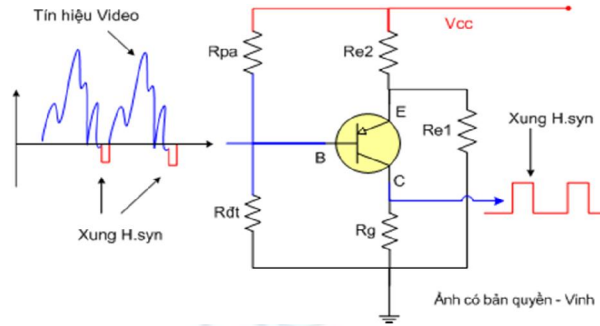 Tín hiệu Video
Vcc
Rpa
Re2
E
Re1
Xung H.syn
B
C
Rđt
Rg
Xung H.syn
Ảnh có bản quyền - Vinh